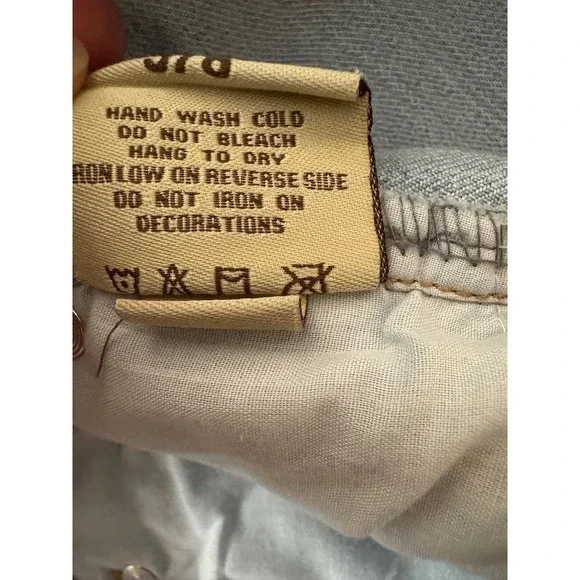 HAND WASH COLD
DO NOT BLEACH
HANG TO DRY
IRON LOW ON REVERSE SIDE
DO NOT IRON ON
DECORATIONS